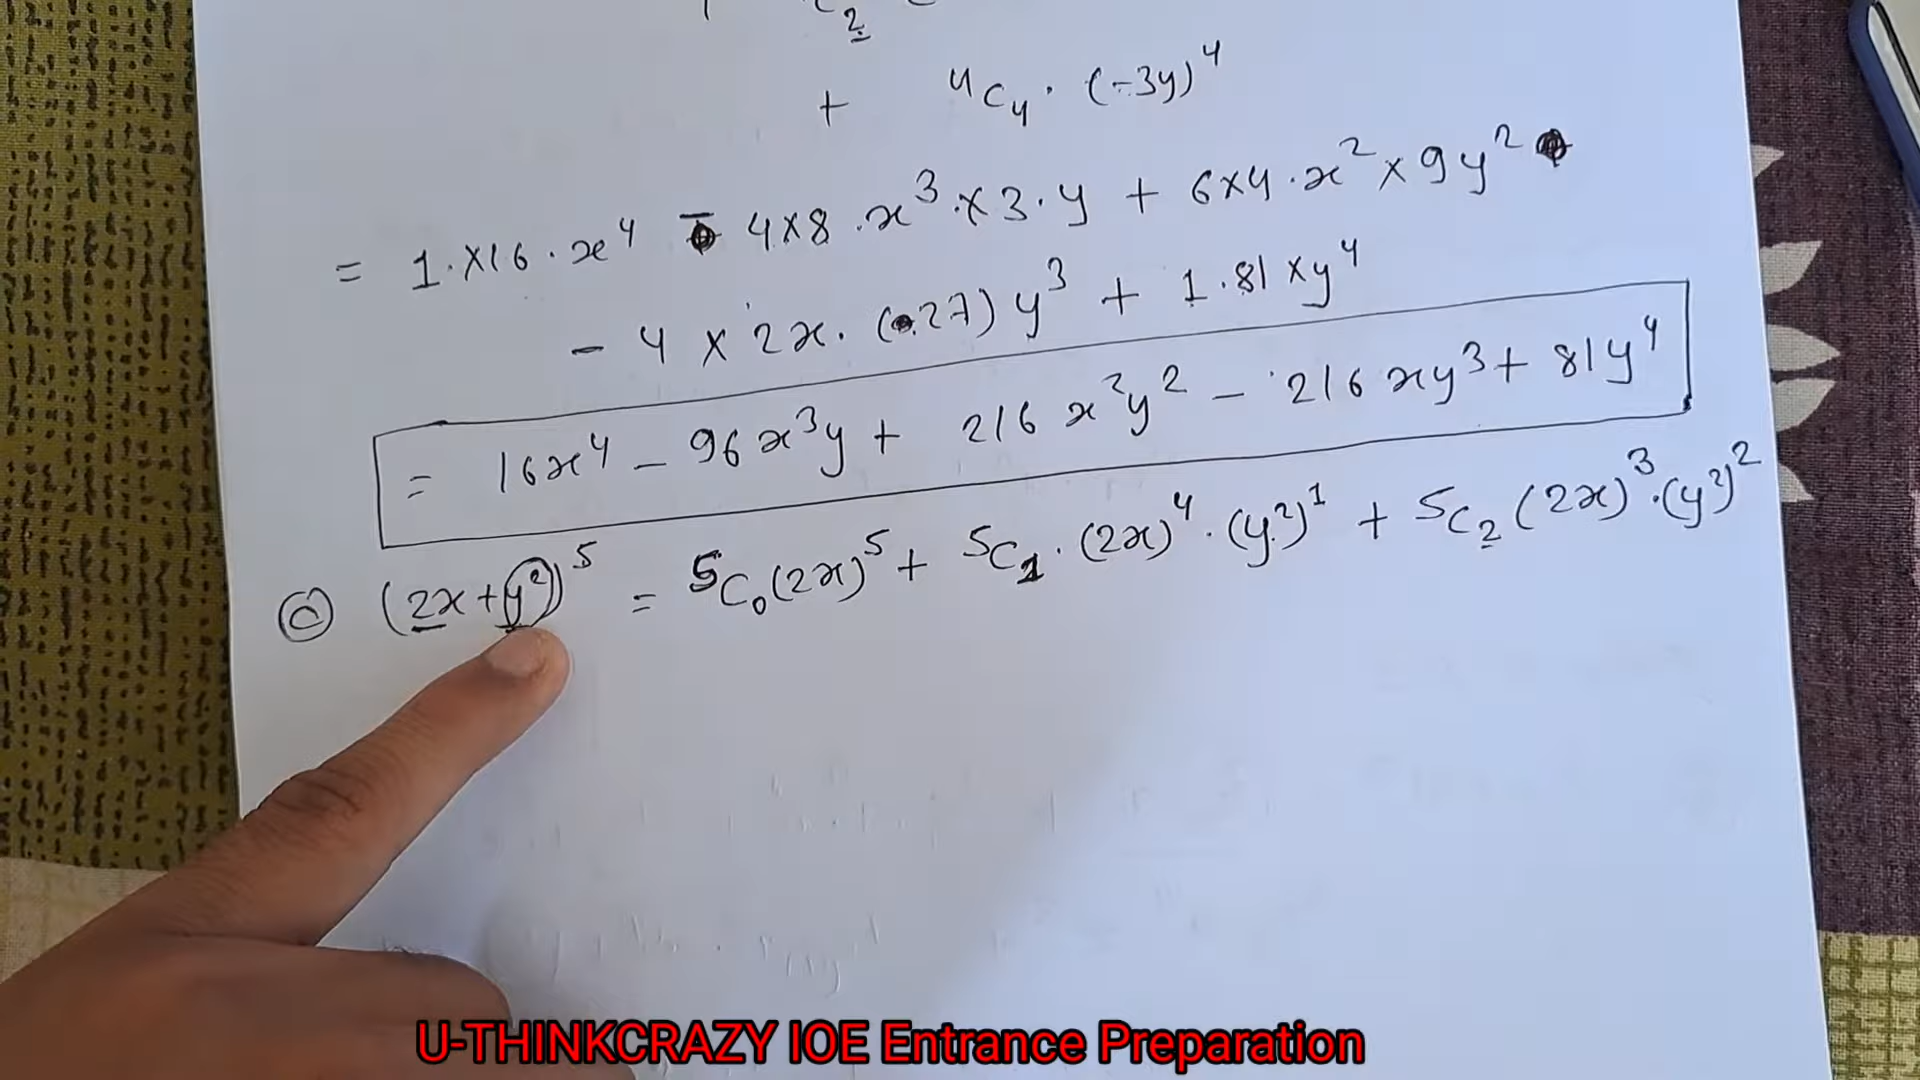 + ⁴C₄ · (-3y)⁴
= 1·×16·x⁴ - 4×8·x³·×3·y + 6×4·x²×9y²
- 4×2x·(27)y³ + 1·81×y⁴
= 16x⁴ - 96x³y + 216x²y² - 216xy³ + 81y⁴
ⓒ (2x+y²)⁵ = ⁵C₀(2x)⁵ + ⁵C₁·(2x)⁴·(y²)¹ + ⁵C₂(2x)³·(y²)²
U-THINKCRAZY IOE Entrance Preparation